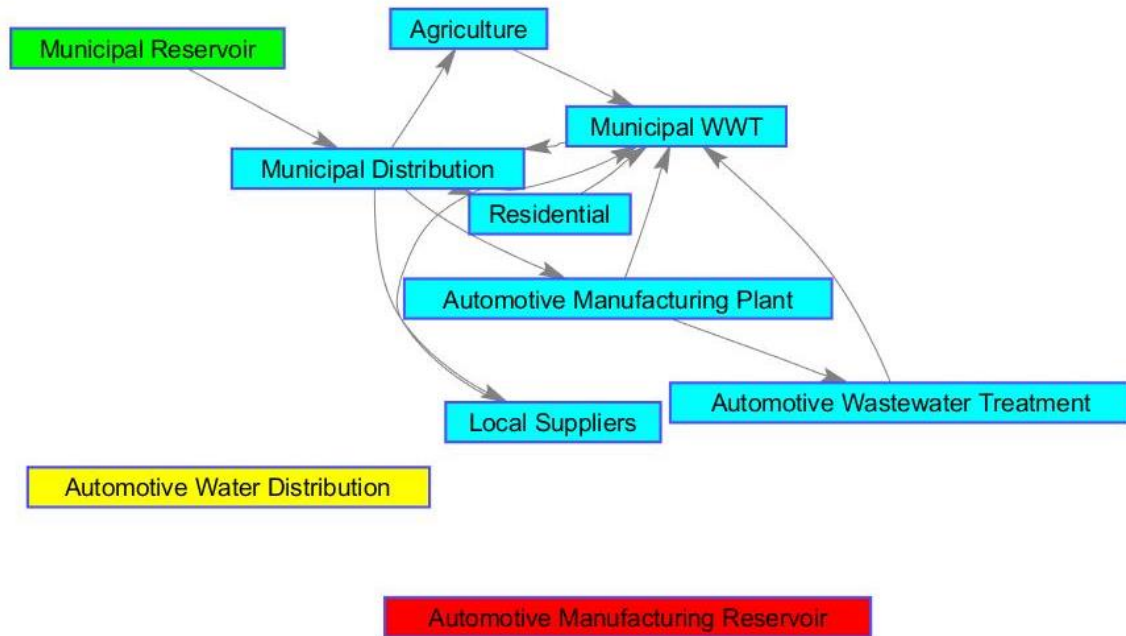 Agriculture
Municipal Reservoir
Municipal WWT
Municipal Distribution
Residential
Automotive Manufacturing Plant
Automotive Wastewater Treatment
Local Suppliers
Automotive Water Distribution
Automotive Manufacturing Reservoir